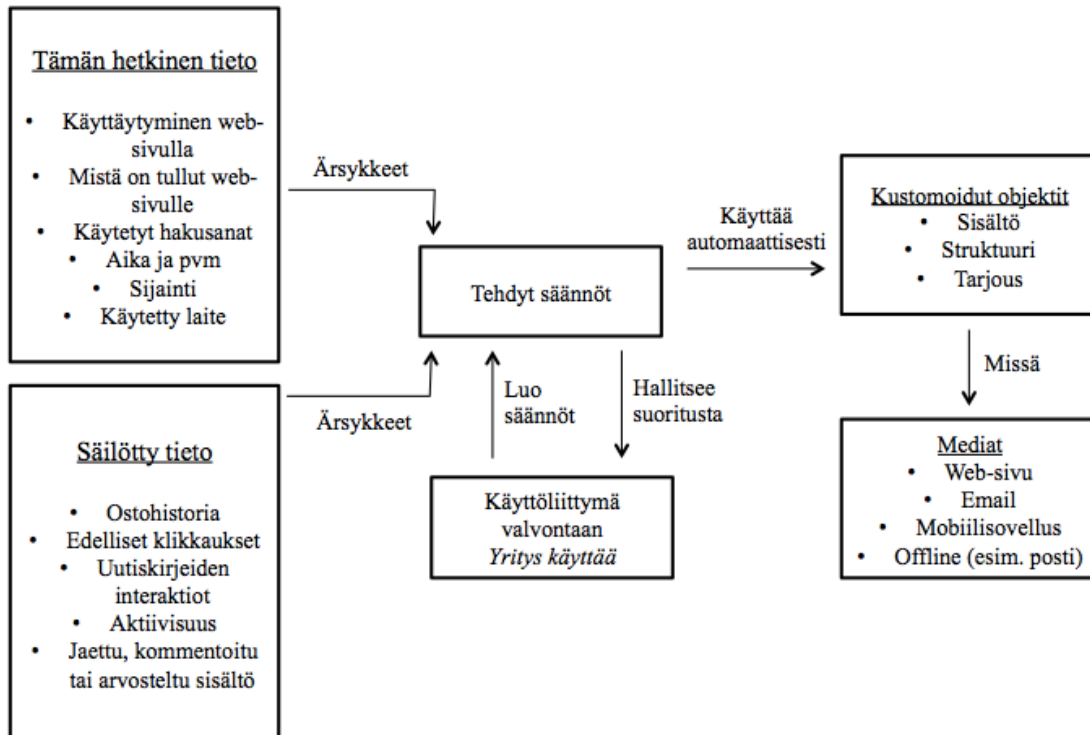 Tämän hetkinen tieto
• Käyttäytyminen web-
sivulla
• Mistä on tullut web-
sivulle
• Käytetyt hakusanat
• Aika ja pvm
• Sijainti
• Käytetty laite
Säilötty tieto
• Ostohistoria
• Edelliset klikkaukset
• Uutiskirjeiden
interaktiot
• Aktiivisuus
• Jaettu, kommentoitu
tai arvosteltu sisältö
Ärsykkeet
Ärsykkeet
Tehdyt säännöt
Luo
säännöt
Hallitsee
suoritusta
Käyttöliittymä
valvontaan
Yritys käyttää
Käyttää
automaattisesti
Kustomoidut objektit
• Sisältö
• Struktuuri
• Tarjous
Missä
Mediat
• Web-sivu
• Email
• Mobiilisovellus
• Offline (esim. posti)